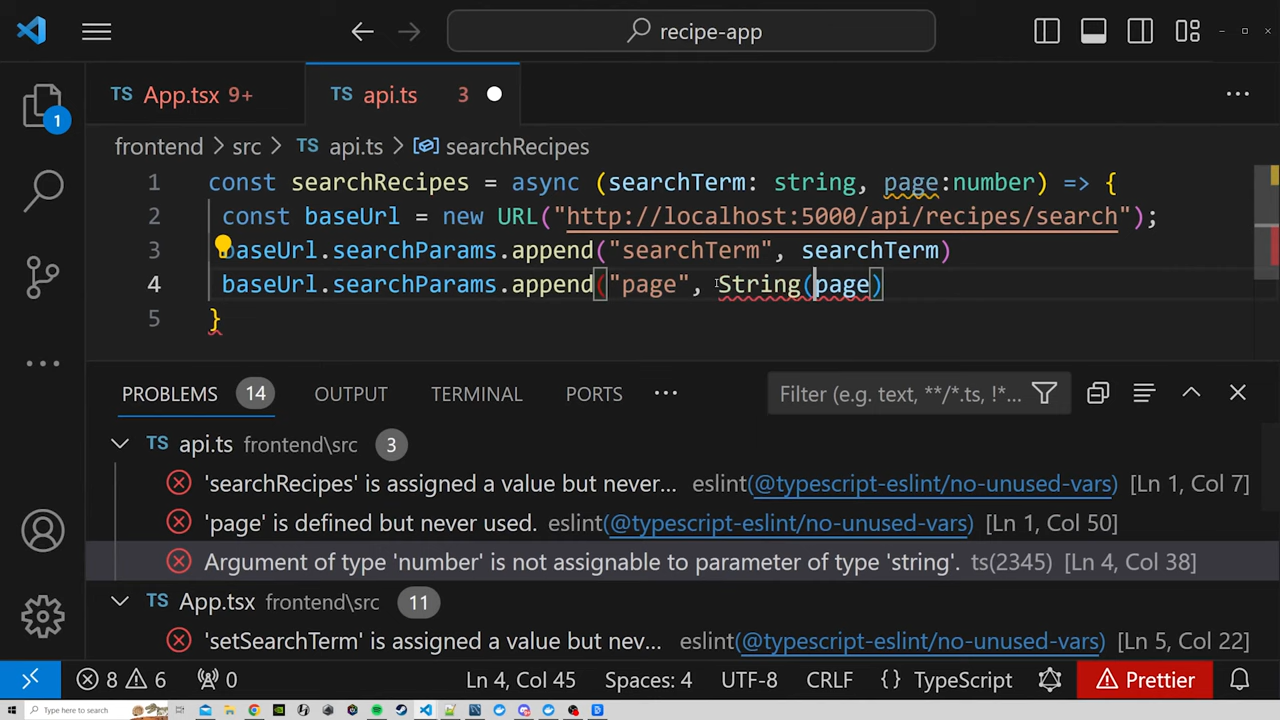 recipe-app
TS App.tsx 9+
TS api.ts 3
1
frontend > src > TS api.ts > searchRecipes
1 const searchRecipes = async (searchTerm: string, page:number) => {
2 const baseUrl = new URL("http://localhost:5000/api/recipes/search");
3 baseUrl.searchParams.append("searchTerm", searchTerm)
4 baseUrl.searchParams.append("page", String(page)
5 }
PROBLEMS 14 OUTPUT TERMINAL PORTS Filter (e.g. text, **/*.ts, !*...
TS api.ts frontend\src 3
'searchRecipes' is assigned a value but never... eslint(@typescript-eslint/no-unused-vars) [Ln 1, Col 7]
'page' is defined but never used. eslint(@typescript-eslint/no-unused-vars) [Ln 1, Col 50]
Argument of type 'number' is not assignable to parameter of type 'string'. ts(2345) [Ln 4, Col 38]
TS App.tsx frontend\src 11
'setSearchTerm' is assigned a value but nev... eslint(@typescript-eslint/no-unused-vars) [Ln 5, Col 22]
8 6 0 Ln 4, Col 45 Spaces: 4 UTF-8 CRLF {} TypeScript Prettier
Type here to search